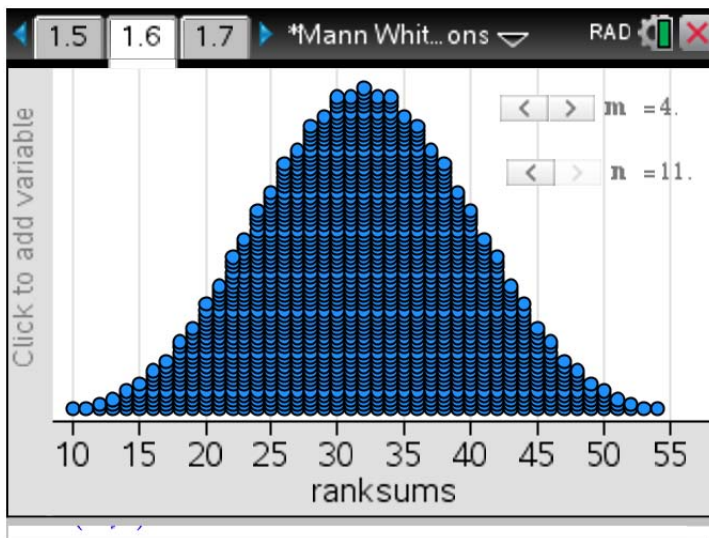 1.5 1.6 1.7 *Mann Whit...ons RAD
Click to add variable
m =4.
n =11.
10 15 20 25 30 35 40 45 50 55
ranksums